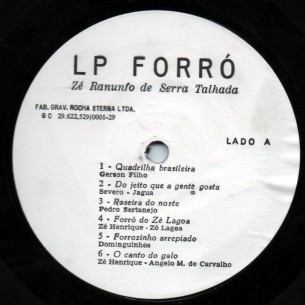 LP FORRÓ
Zé Ranunfo de Serra Talhada
FAB. GRAV. ROCHA ETERNA LTDA.
G C 29.622,529|0001-29
LADO A
1 - Quadrilha brasileira
Gerson Filho
2 - Do jeito que a gente gosta
Severo - Jagua
3 - Roseira do norte
Pedro Sertanejo
4 - Forró do Zé Lagoa
Zé Henrique - Zé Lagoa
5 - Forrozinho arrepiado
Dominguinhos
6 - O canto do galo
Zé Henrique - Angelo M. de Carvalho